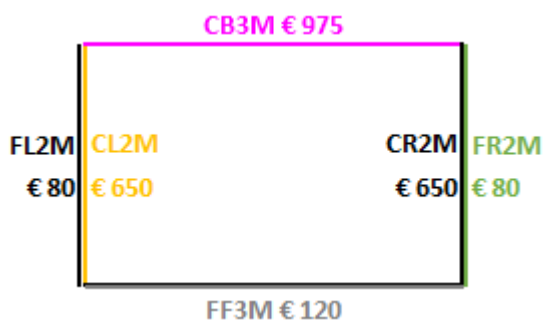 CB3M € 975
FL2M CL2M CR2M FR2M
€ 80 € 650 € 650 € 80
FF3M € 120